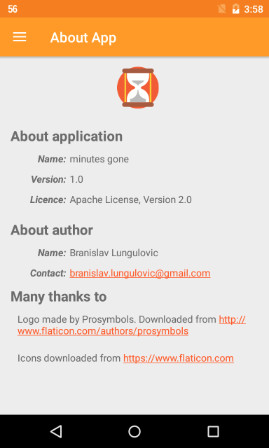 56 3:58
About App
About application
Name: minutes gone
Version: 1.0
Licence: Apache License, Version 2.0
About author
Name: Branislav Lungulovic
Contact: branislav.lungulovic@gmail.com
Many thanks to
Logo made by Prosymbols. Downloaded from http://
www.flaticon.com/authors/prosymbols
Icons downloaded from https://www.flaticon.com